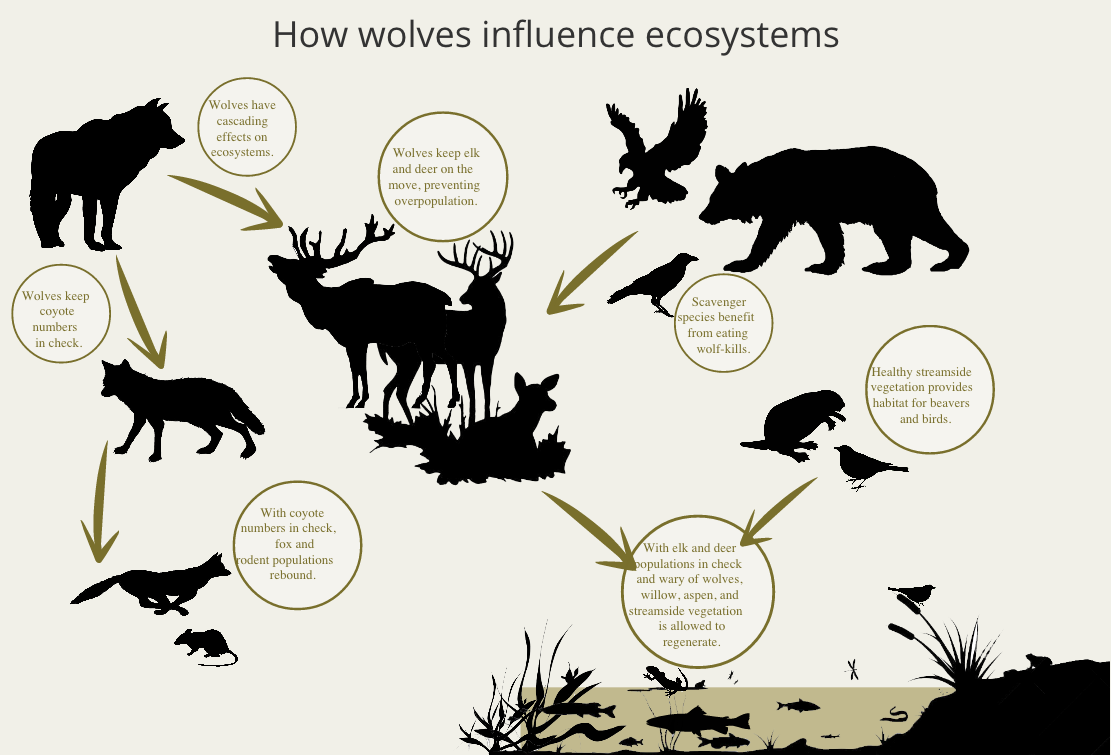 How wolves influence ecosystems
Wolves have
cascading
effects on
ecosystems.
Wolves keep elk
and deer on the
move, preventing
overpopulation.
Wolves keep
coyote
numbers
in check.
Scavenger
species benefit
from eating
wolf-kills.
Healthy streamside
vegetation provides
habitat for beavers
and birds.
With coyote
numbers in check,
fox and
rodent populations
rebound.
With elk and deer
populations in check
and wary of wolves,
willow, aspen, and
streamside vegetation
is allowed to
regenerate.